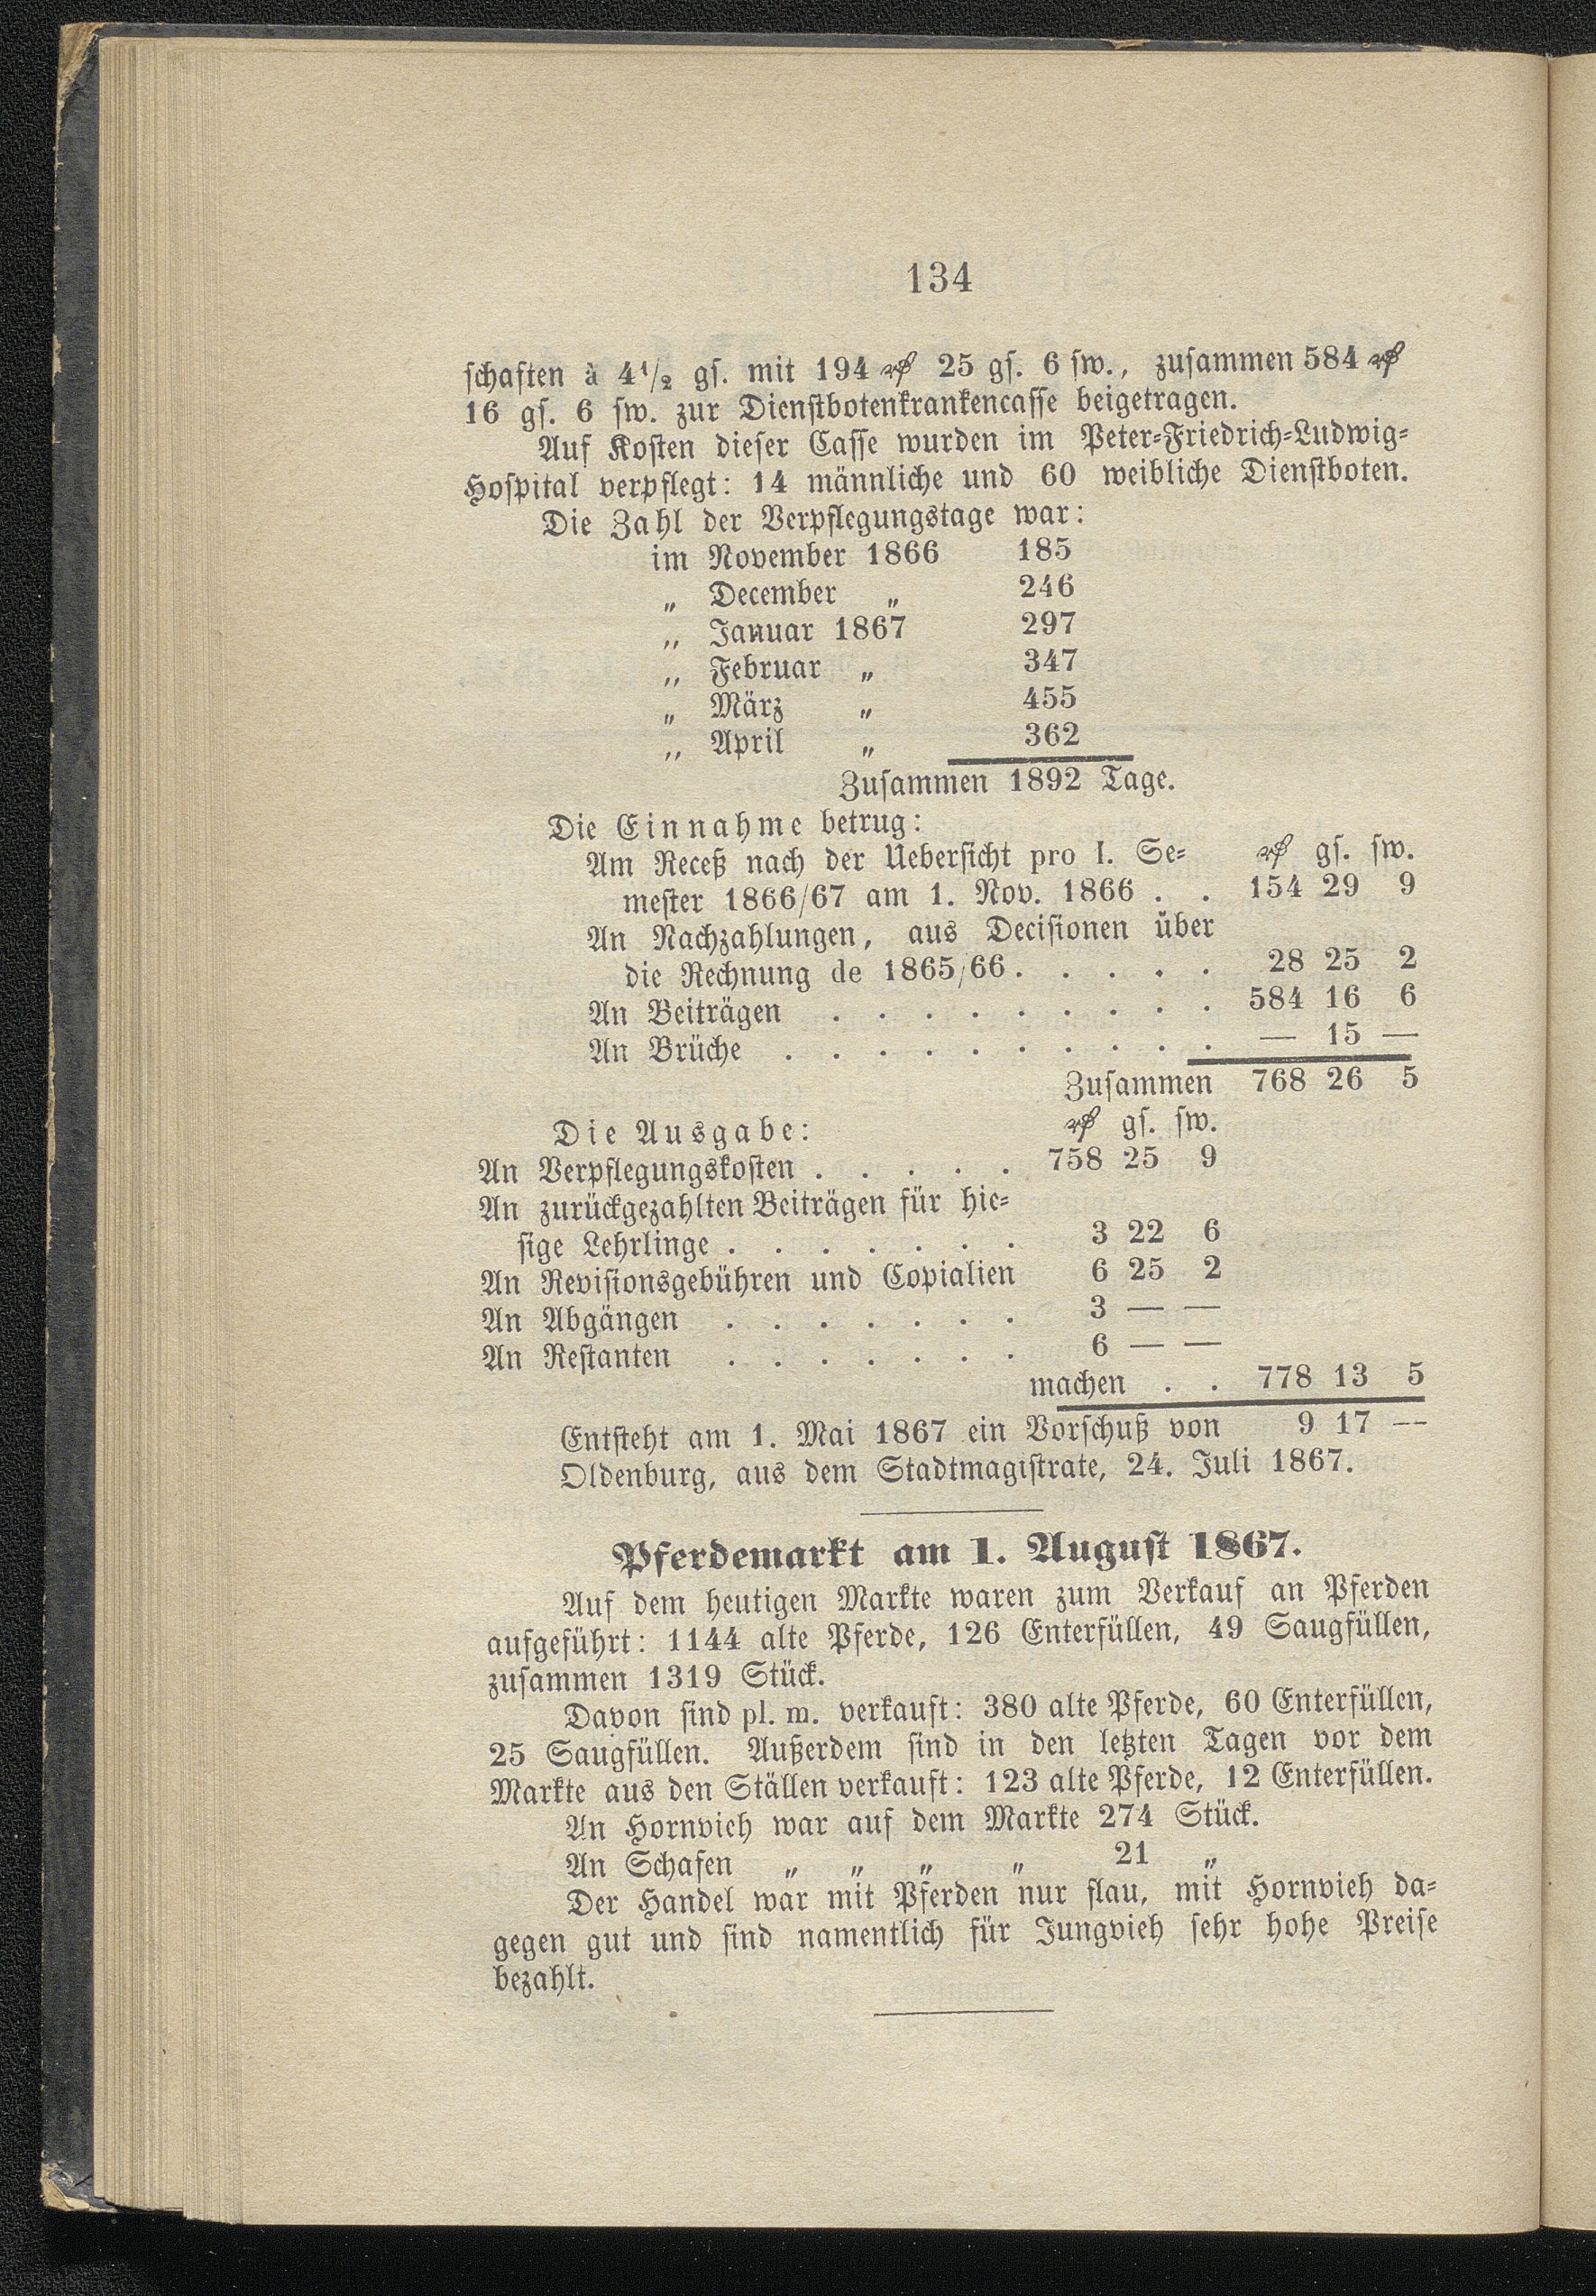 134
schaften à 4½ gs. mit 194 ₰ 25 gs. 6 sw., zusammen 584 ₰
16 gs. 6 sw. zur Dienstbotenkrankencasse beigetragen.
Auf Kosten dieser Casse wurden im Peter-Friedrich-Ludwig-
Hospital verpflegt: 14 männliche und 60 weibliche Dienstboten.
Die Zahl der Verpflegungstage war:
im November 1866 185
„ December „ 246
„ Januar 1867 297
„ Februar „ 347
„ März „ 455
„ April „ 362
Zusammen 1892 Tage.
Die Einnahme betrug:
Am Receß nach der Uebersicht pro I. Se- ₰ gs. sw.
mester 1866/67 am 1. Nov. 1866 . . 154 29 9
An Nachzahlungen, aus Decisionen über
die Rechnung de 1865/66. . . . . 28 25 2
An Beiträgen . . . . . . . . . 584 16 6
An Brüche . . . . . . . . . . — 15 —
Zusammen 768 26 5
Die Ausgabe: ₰ gs. sw.
An Verpflegungskosten . . . . . 758 25 9
An zurückgezahlten Beiträgen für hie-
sige Lehrlinge . . . . . . . 3 22 6
An Revisionsgebühren und Copialien 6 25 2
An Abgängen . . . . . . . 3 — —
An Restanten . . . . . . . 6 — —
machen . . 778 13 5
Entsteht am 1. Mai 1867 ein Vorschuß von 9 17 —
Oldenburg, aus dem Stadtmagistrate, 24. Juli 1867.
Pferdemarkt am 1. August 1867.
Auf dem heutigen Markte waren zum Verkauf an Pferden
aufgeführt: 1144 alte Pferde, 126 Enterfüllen, 49 Saugfüllen,
zusammen 1319 Stück.
Davon sind pl. m. verkauft: 380 alte Pferde, 60 Enterfüllen,
25 Saugfüllen. Außerdem sind in den letzten Tagen vor dem
Markte aus den Ställen verkauft: 123 alte Pferde, 12 Enterfüllen.
An Hornvieh war auf dem Markte 274 Stück.
An Schafen „ „ „ „ 21 „
Der Handel war mit Pferden nur flau, mit Hornvieh da-
gegen gut und sind namentlich für Jungvieh sehr hohe Preise
bezahlt.